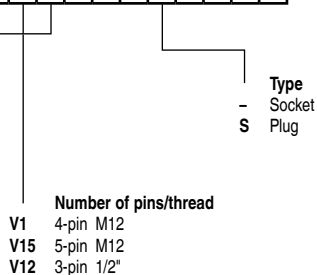 Type
– Socket
S Plug
Number of pins/thread
V1 4-pin M12
V15 5-pin M12
V12 3-pin 1/2"